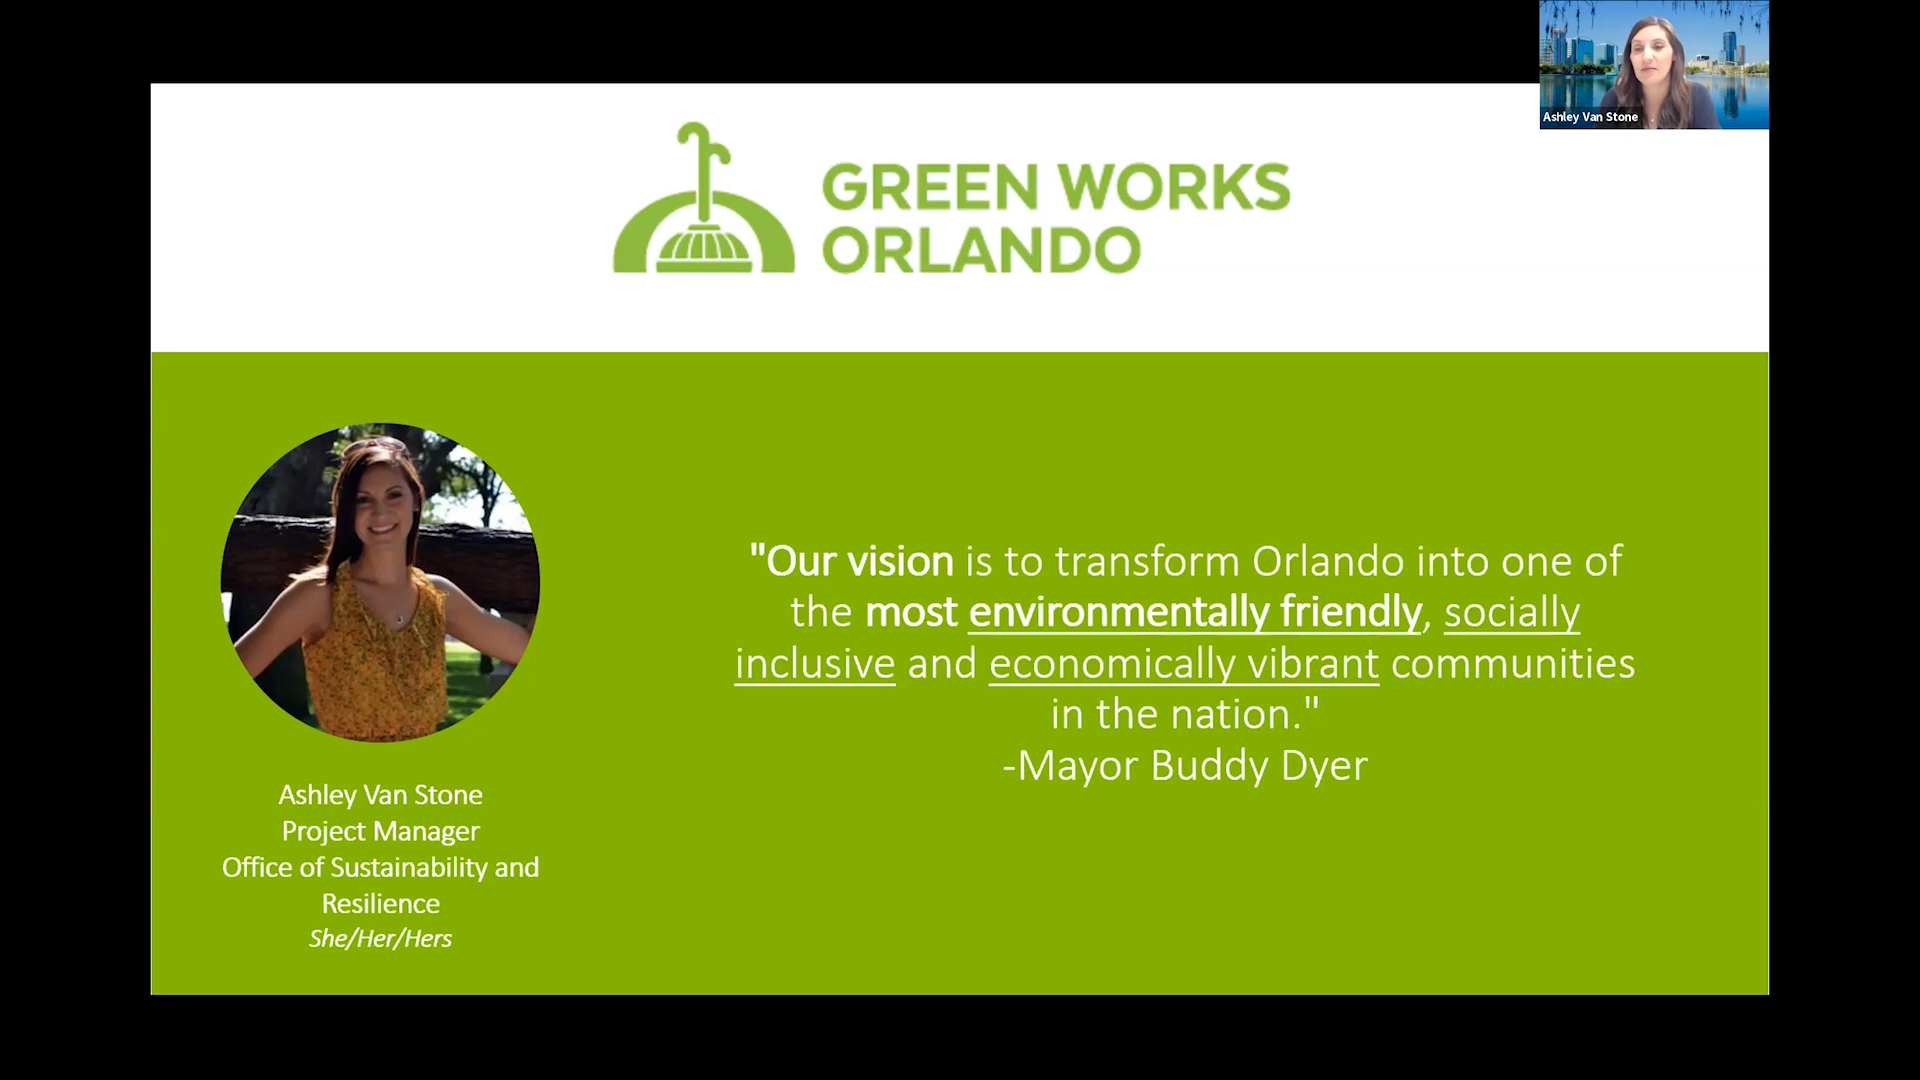 Ashley Van Stone
GREEN WORKS
ORLANDO
"Our vision is to transform Orlando into one of
the most environmentally friendly, socially
inclusive and economically vibrant communities
in the nation."
-Mayor Buddy Dyer
Ashley Van Stone
Project Manager
Office of Sustainability and
Resilience
She/Her/Hers